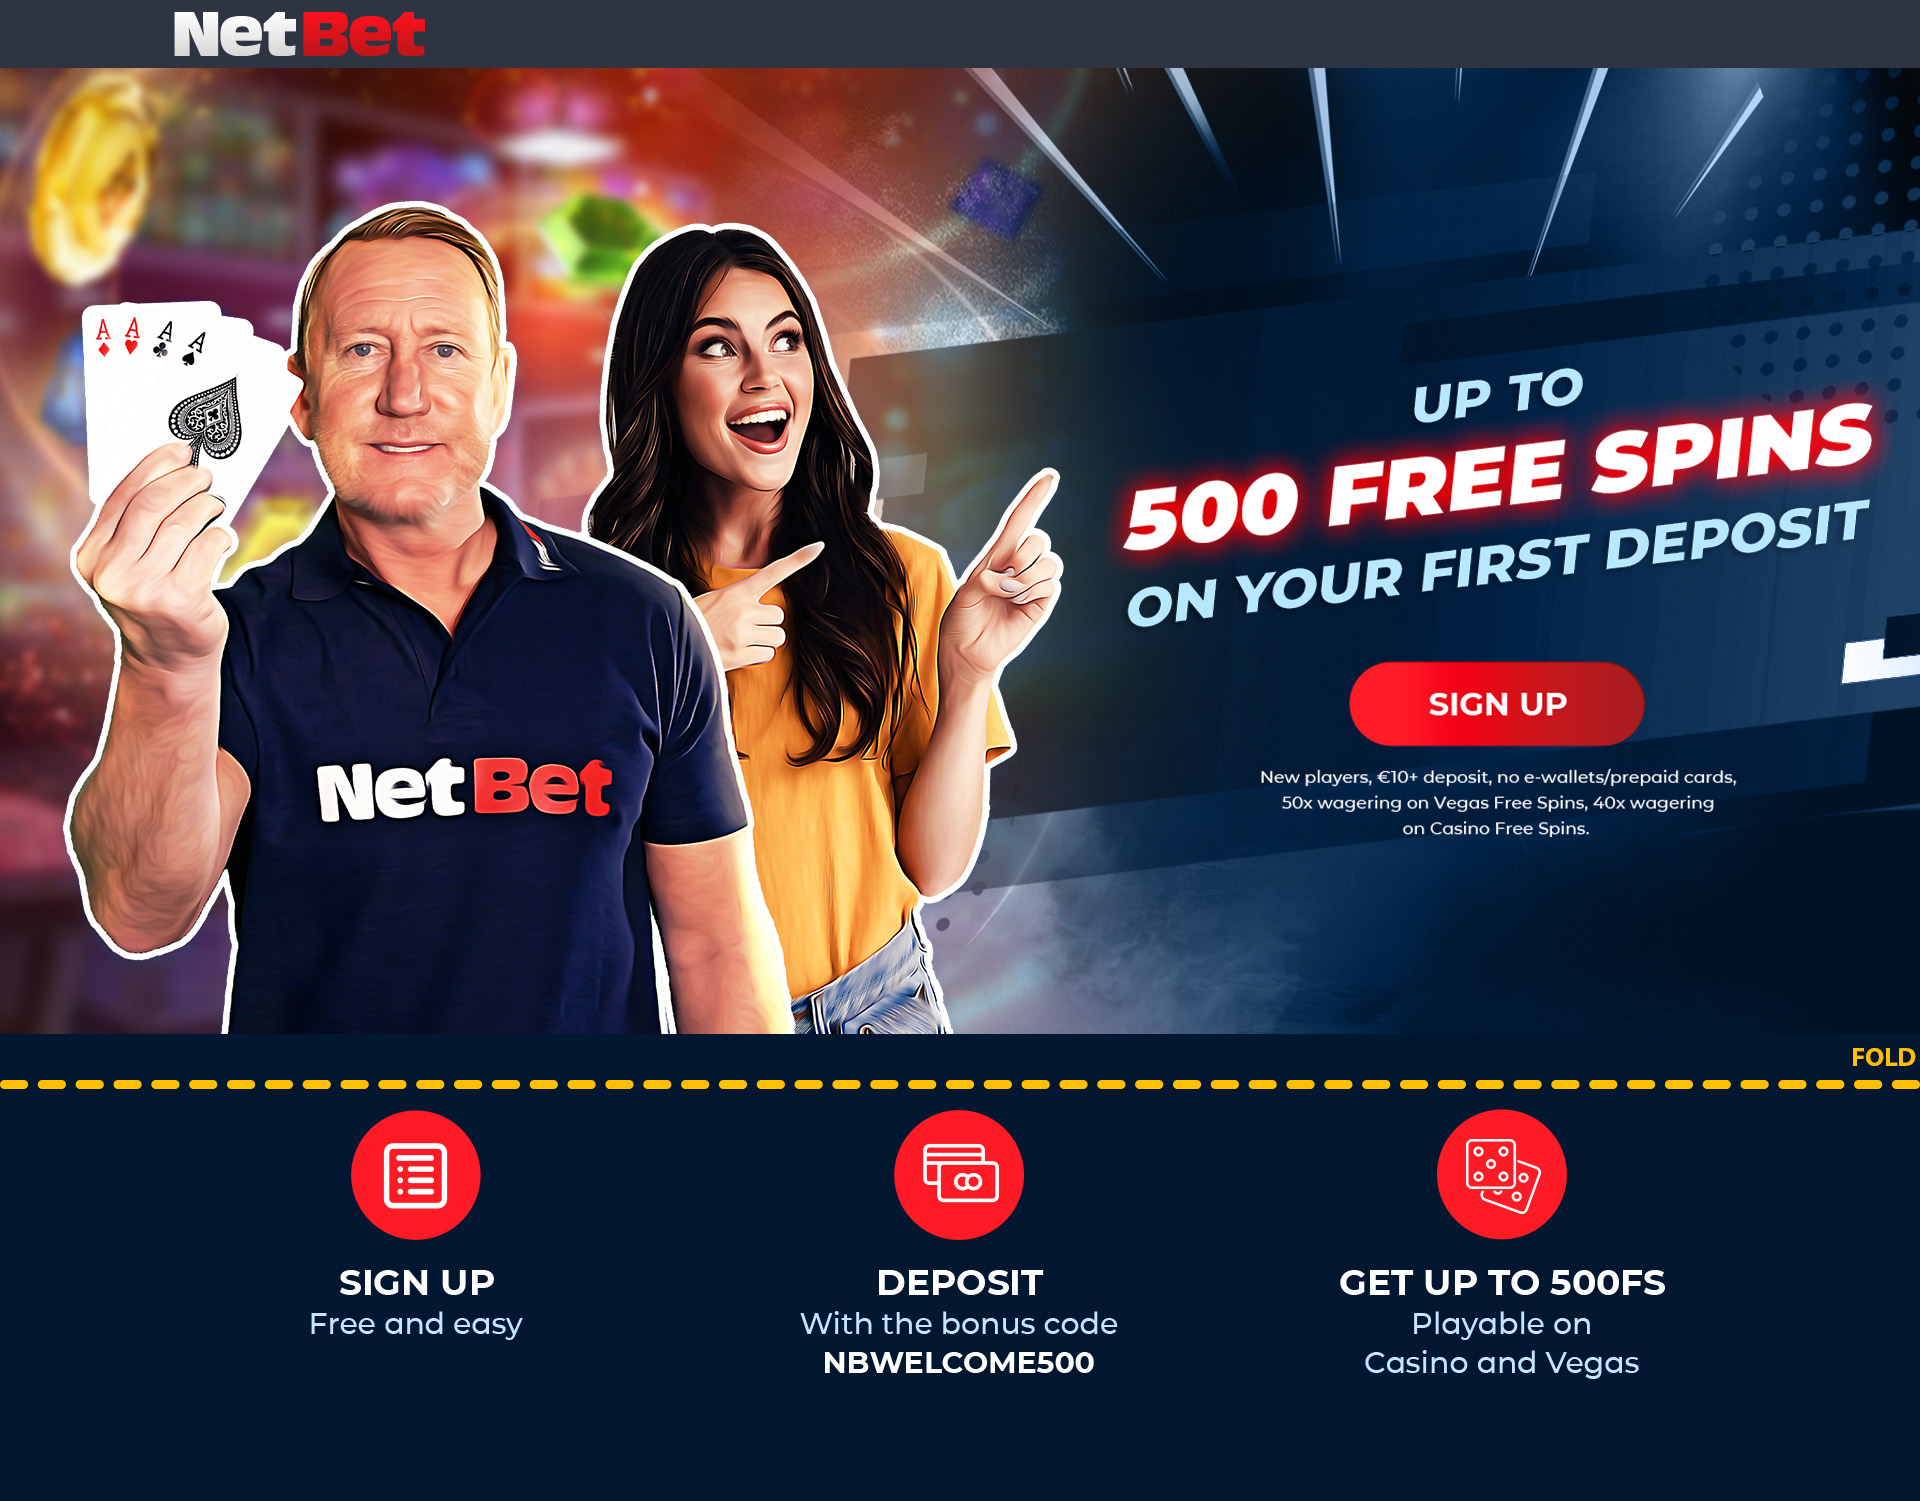 NetBet
A A A A
UP TO
500 FREE SPINS
ON YOUR FIRST DEPOSIT
SIGN UP
New players, €10+ deposit, no e-wallets/prepaid cards,
50x wagering on Vegas Free Spins, 40x wagering
on Casino Free Spins.
NetBet
FOLD
SIGN UP
Free and easy
DEPOSIT
With the bonus code
NBWELCOME500
GET UP TO 500FS
Playable on
Casino and Vegas